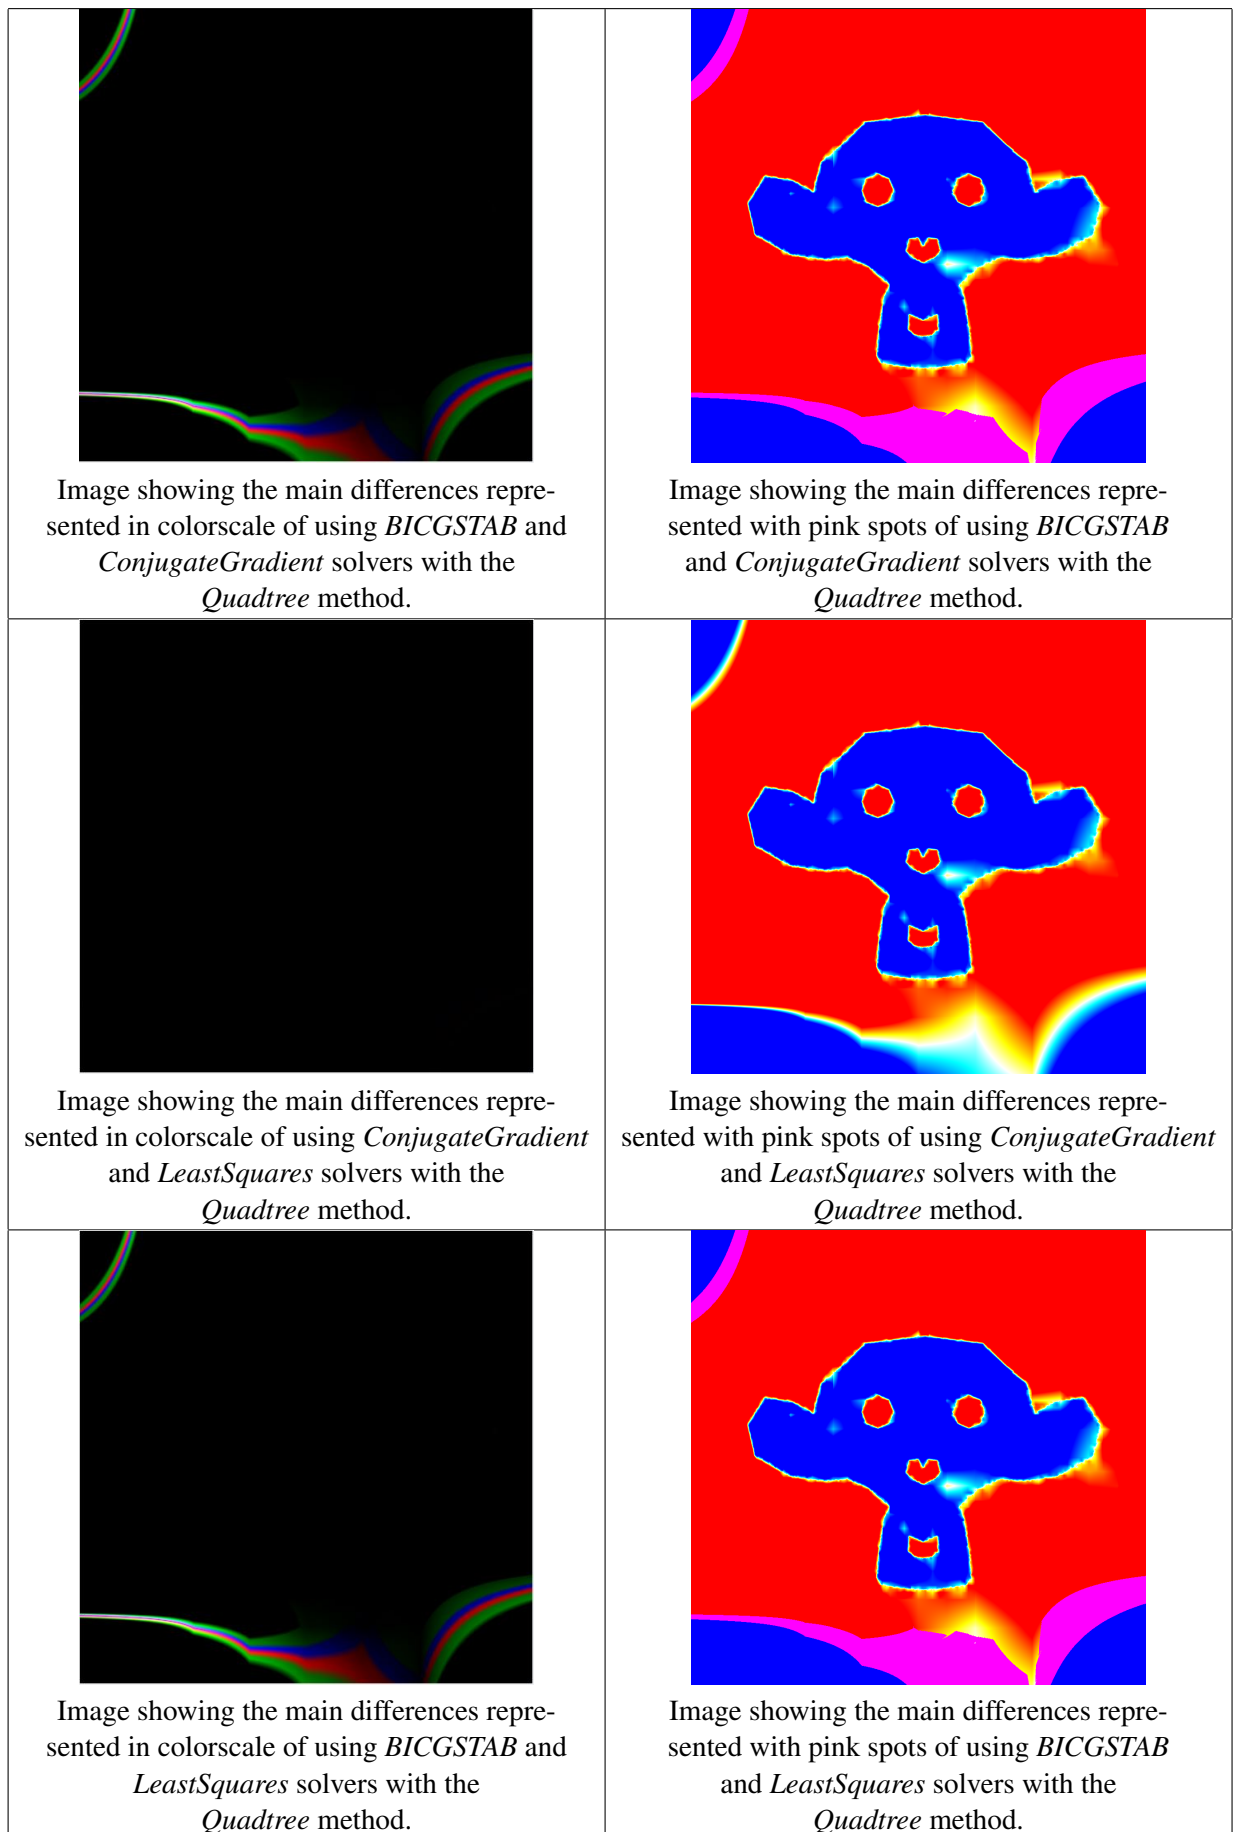 Image showing the main differences repre-
sented in colorscale of using BICGSTAB and
ConjugateGradient solvers with the
Quadtree method.
Image showing the main differences repre-
sented with pink spots of using BICGSTAB
and ConjugateGradient solvers with the
Quadtree method.
Image showing the main differences repre-
sented in colorscale of using ConjugateGradient
and LeastSquares solvers with the
Quadtree method.
Image showing the main differences repre-
sented with pink spots of using ConjugateGradient
and LeastSquares solvers with the
Quadtree method.
Image showing the main differences repre-
sented in colorscale of using BICGSTAB and
LeastSquares solvers with the
Quadtree method.
Image showing the main differences repre-
sented with pink spots of using BICGSTAB
and LeastSquares solvers with the
Quadtree method.